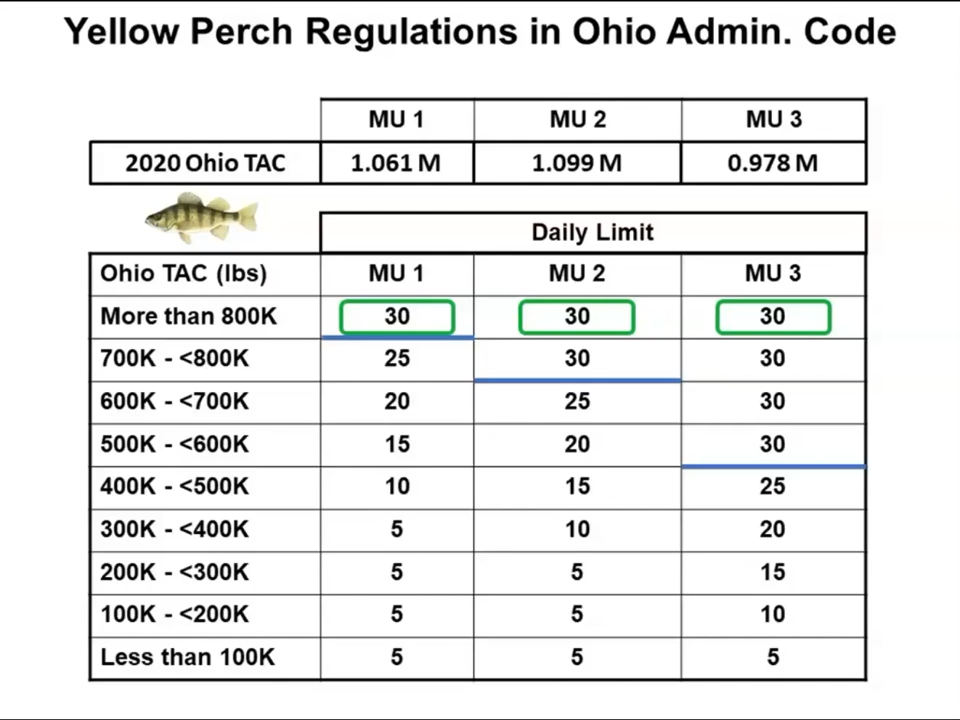 Yellow Perch Regulations in Ohio Admin. Code
MU 1 MU 2 MU 3
2020 Ohio TAC 1.061 M 1.099 M 0.978 M
Daily Limit
Ohio TAC (lbs) MU 1 MU 2 MU 3
More than 800K 30 30 30
700K - <800K 25 30 30
600K - <700K 20 25 30
500K - <600K 15 20 30
400K - <500K 10 15 25
300K - <400K 5 10 20
200K - <300K 5 5 15
100K - <200K 5 5 10
Less than 100K 5 5 5